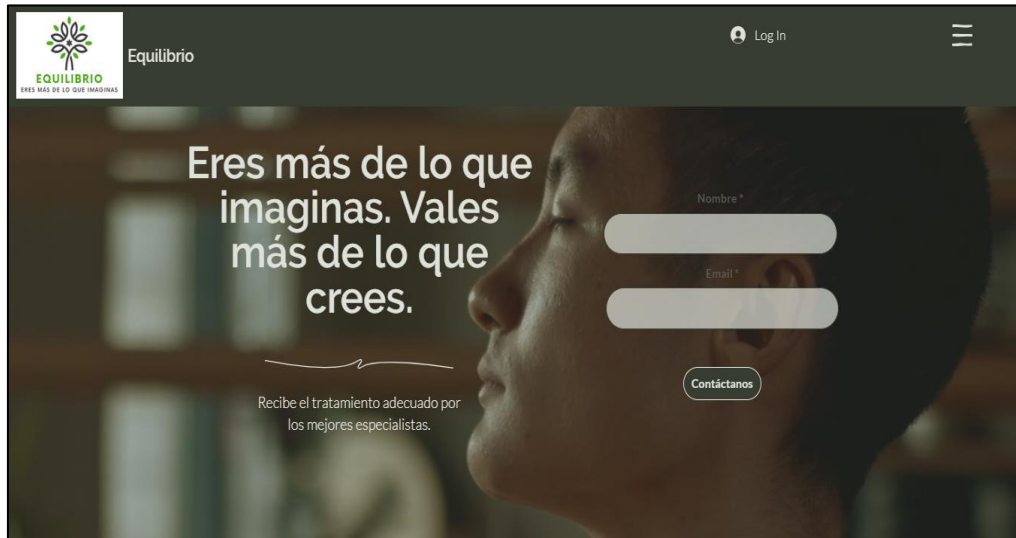 EQUILIBRIO
ERES MÁS DE LO QUE IMAGINAS
Equilibrio
Log In
Eres más de lo que
imaginas. Vales
más de lo que
crees.
Recibe el tratamiento adecuado por
los mejores especialistas.
Nombre *
Email *
Contáctanos